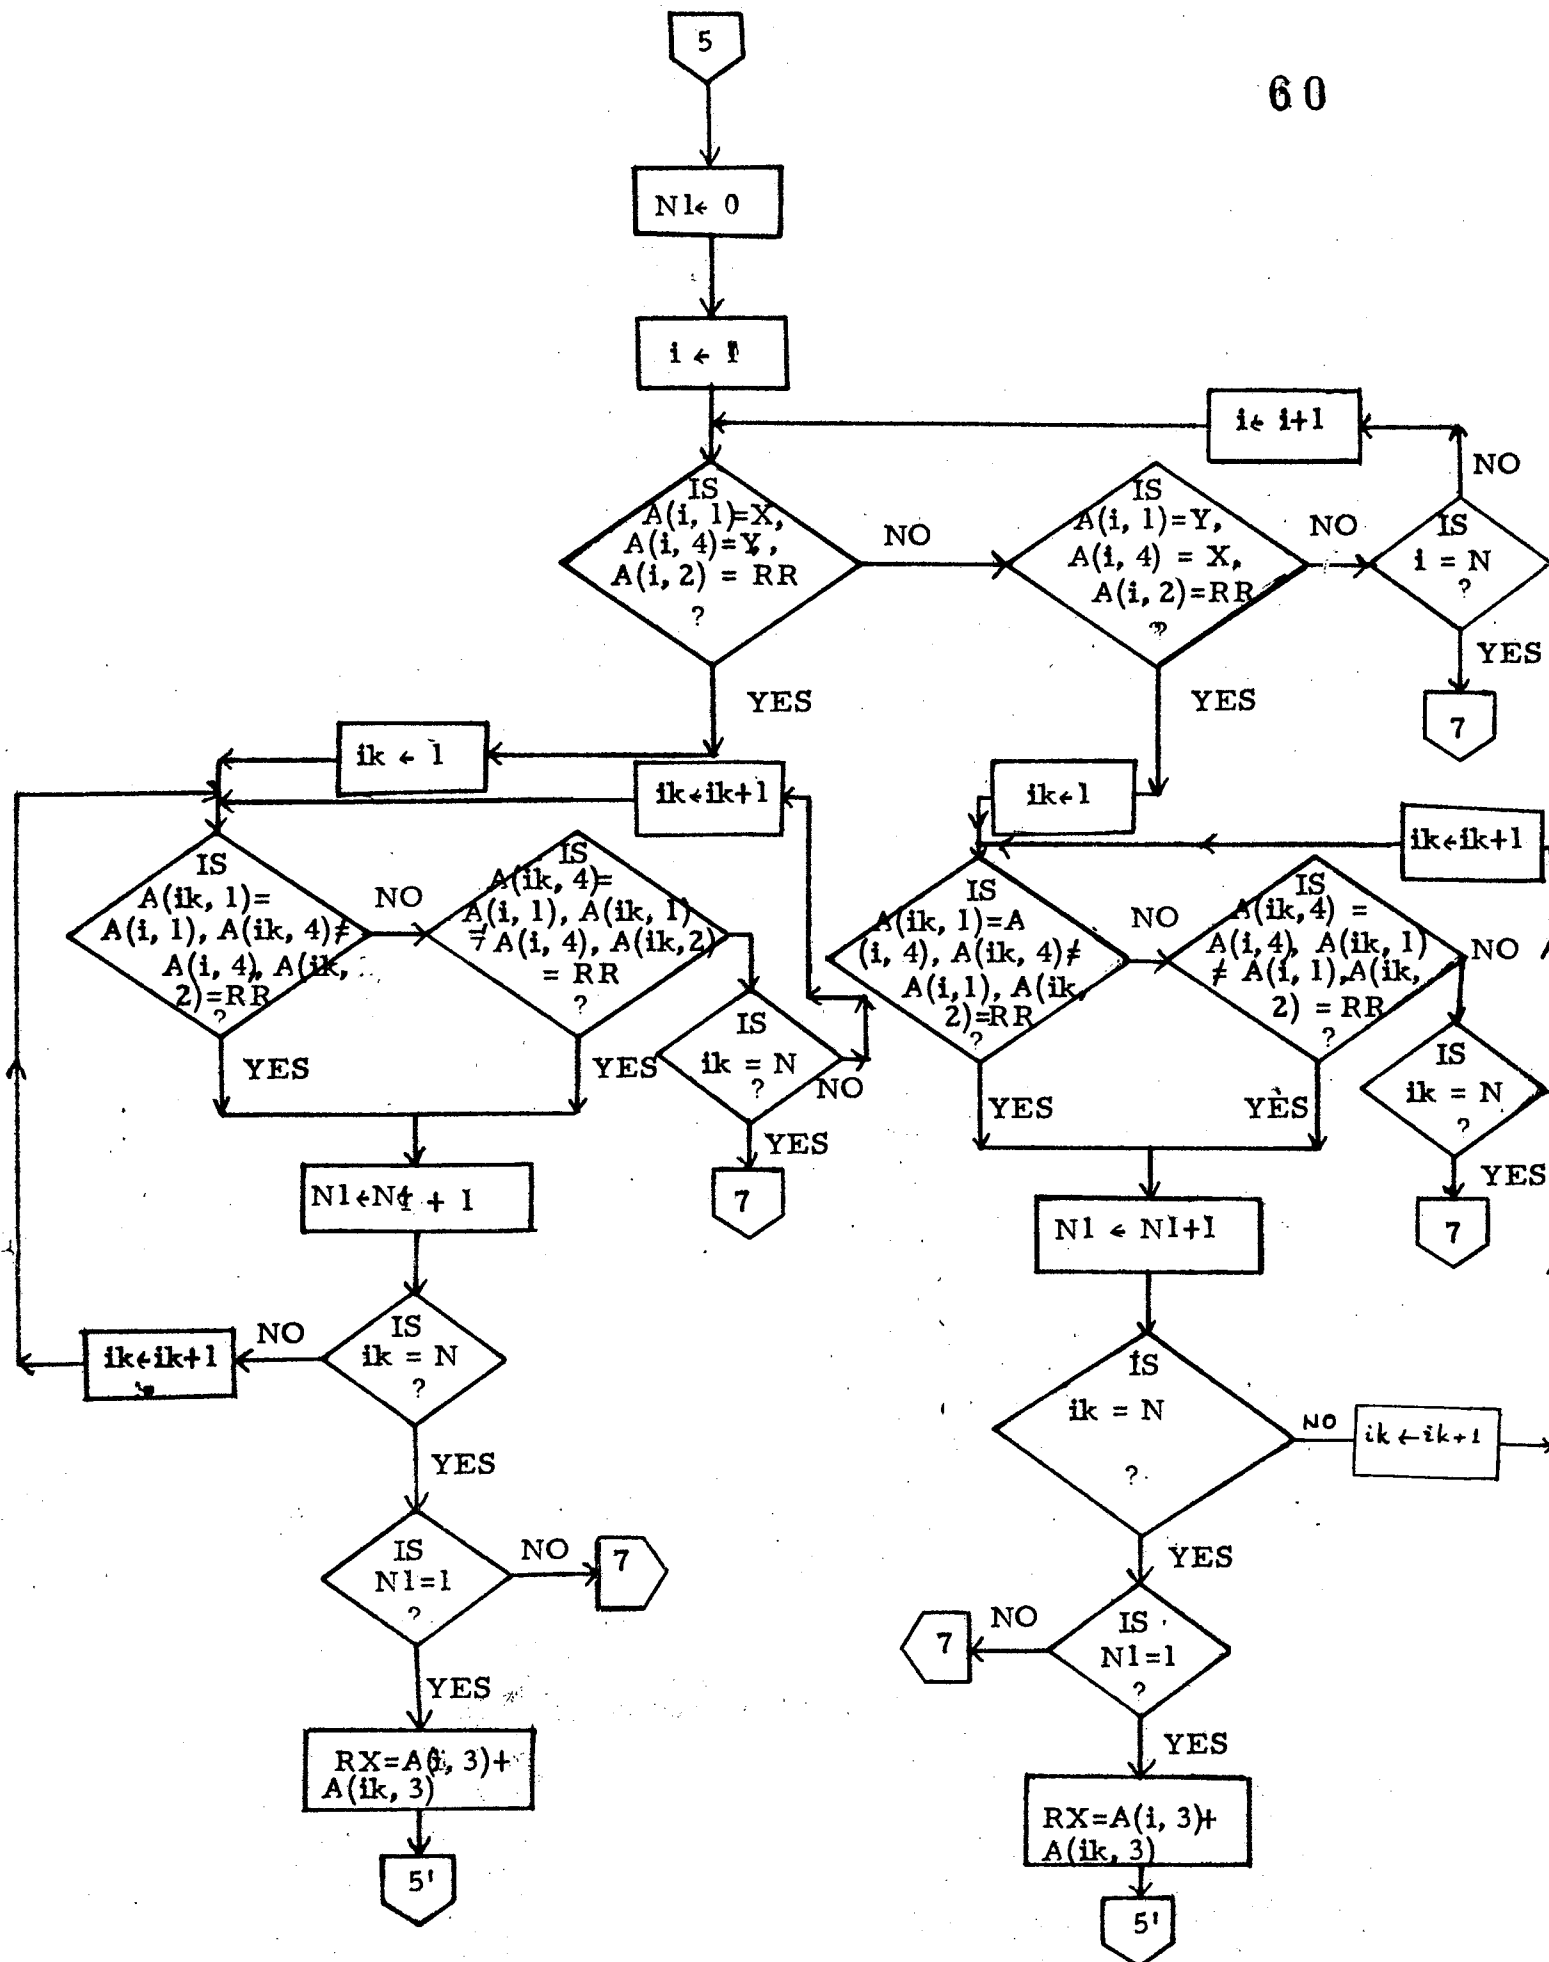 5
60
N1← 0
i ← 1
i← i+1
NO
IS
A(i, 1)=X,
A(i, 4)=Y,
A(i, 2) = RR
?
NO
IS
A(i, 1)=Y,
A(i, 4) = X,
A(i, 2)=RR
?
NO
IS
i = N
?
YES
7
YES
YES
ik ← 1
ik←ik+1
ik←1
ik←ik+1
IS
A(ik, 1)=
A(i, 1), A(ik, 4)≠
A(i, 4), A(ik,
2)=RR
?
NO
IS
A(ik, 4)=
A(i, 1), A(ik, 1)
≠ A(i, 4), A(ik,2)
= RR
?
IS
ik = N
?
NO
YES
7
YES
YES
IS
A(ik, 1)=A
(i, 4), A(ik, 4)≠
A(i,1), A(ik,
2)=RR
?
NO
IS
A(ik,4) =
A(i,4), A(ik, 1)
≠ A(i, 1),A(ik,
2) = RR
?
NO
IS
ik = N
?
YES
7
YES
YES
N1←N1 + 1
N1 ← N1+1
IS
ik = N
?
NO
ik←ik+1
YES
IS
ik = N
?
NO
ik←ik+1
YES
IS
N1=1
?
NO
7
YES
IS
N1=1
?
NO
7
YES
RX=A(i, 3)+
A(ik, 3)
5'
RX=A(i, 3)+
A(ik, 3)
5'